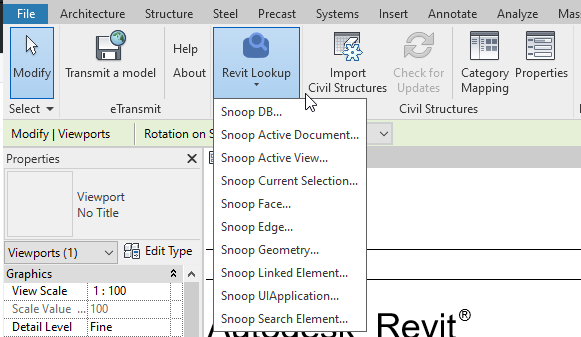 File Architecture Structure Steel Precast Systems Insert Annotate Analyze Mass
Modify
Transmit a model
Help
About
Revit Lookup
Import
Civil Structures
Check for
Updates
Category
Mapping
Properties
Select
eTransmit
Civil Structures
Modify | Viewports
Rotation on S
Snoop DB...
Snoop Active Document...
Snoop Active View...
Snoop Current Selection...
Snoop Face...
Snoop Edge...
Snoop Geometry...
Snoop Linked Element...
Snoop UIApplication...
Snoop Search Element...
Properties
Viewport
No Title
Viewports (1)
Edit Type
Graphics
View Scale 1 : 100
Scale Value ... 100
Detail Level Fine
Autodesk Revit®